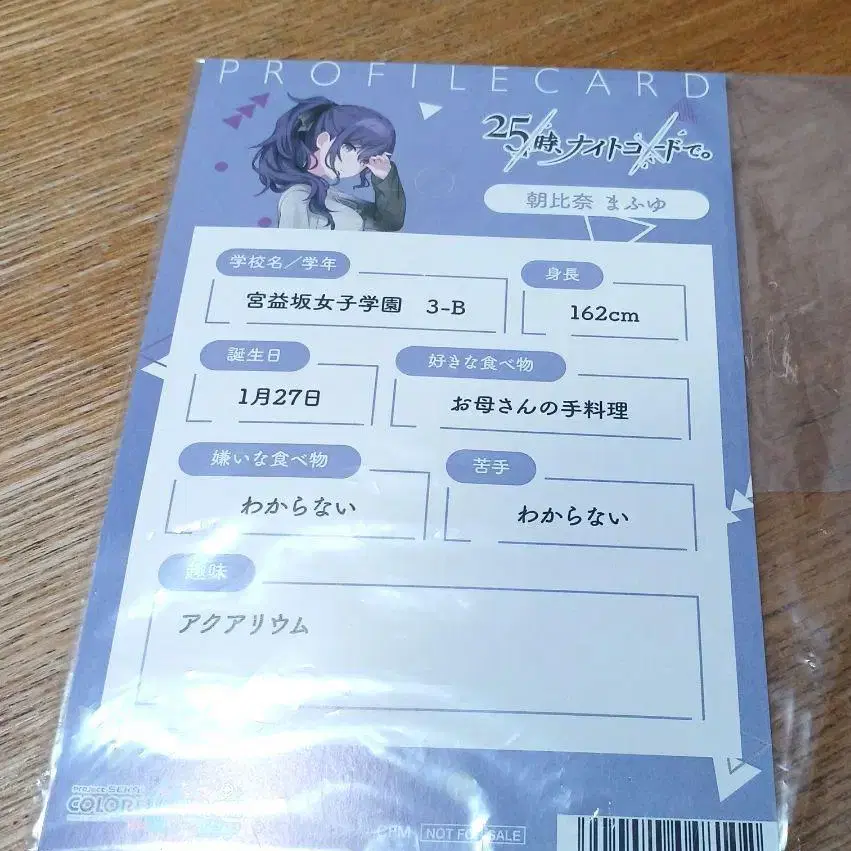 PROFILECARD
25時、ナイトコードで。
朝比奈 まふゆ
学校名/学年
宮益坂女子学園 3-B
身長
162cm
誕生日
1月27日
好きな食べ物
お母さんの手料理
嫌いな食べ物
わからない
苦手
わからない
趣味
アクアリウム
Project SEKAI
CPM NOT FOR SALE